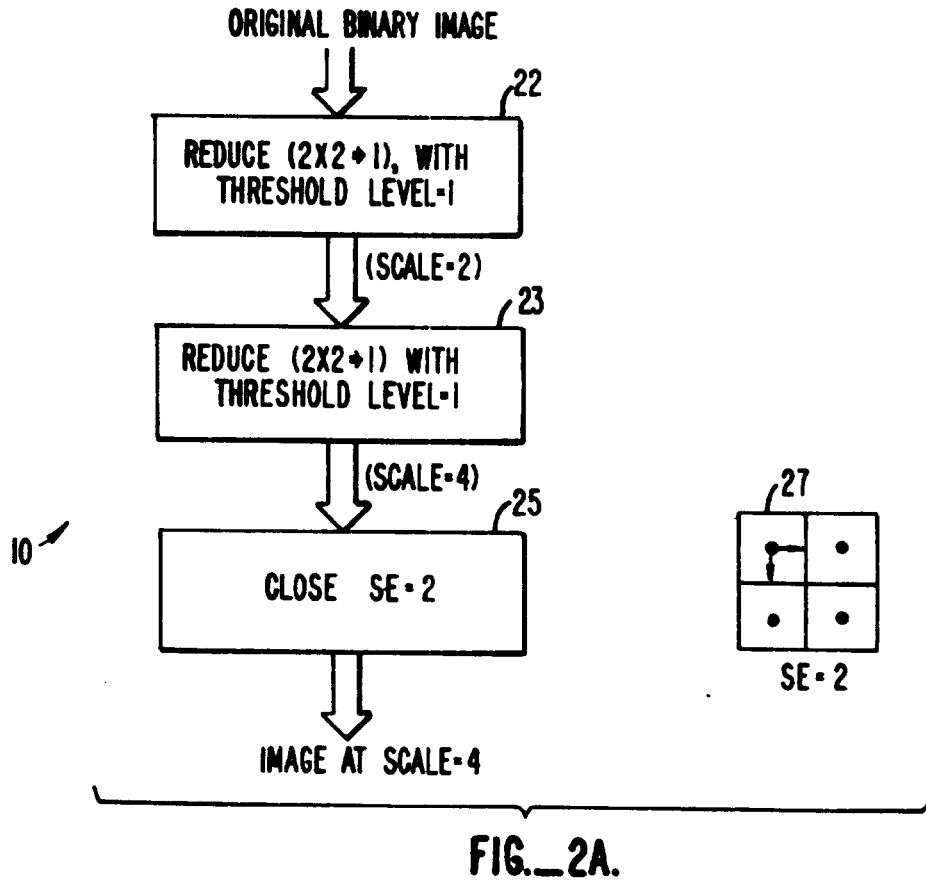 ORIGINAL BINARY IMAGE
22
REDUCE (2X2→1), WITH
THRESHOLD LEVEL=1
(SCALE=2)
23
REDUCE (2X2→1) WITH
THRESHOLD LEVEL=1
(SCALE=4)
25
27
10
CLOSE SE=2
SE=2
IMAGE AT SCALE=4
FIG._2A.